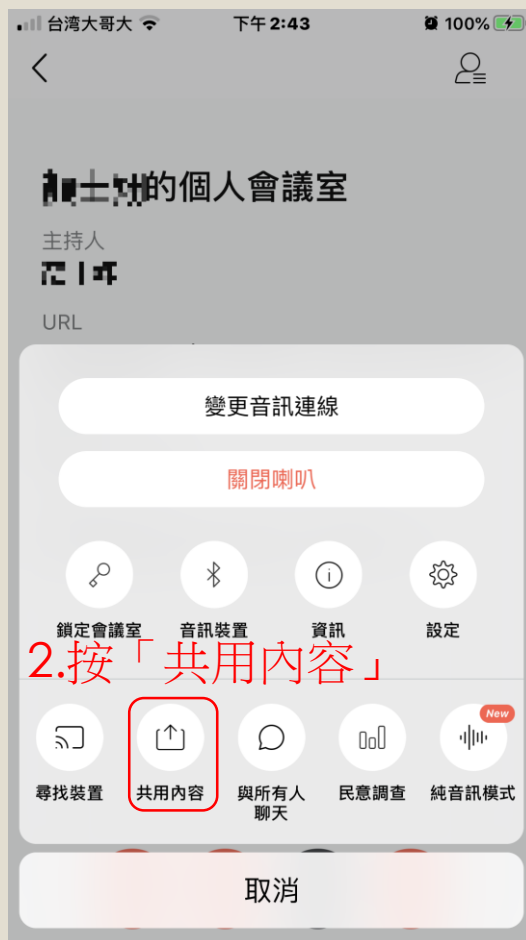 台湾大哥大 下午2:43 100%
的個人會議室
主持人
URL
變更音訊連線
關閉喇叭
鎖定會議室 音訊裝置 資訊 設定
2.按「共用內容」
New
尋找裝置 共用內容 與所有人聊天 民意調查 純音訊模式
取消